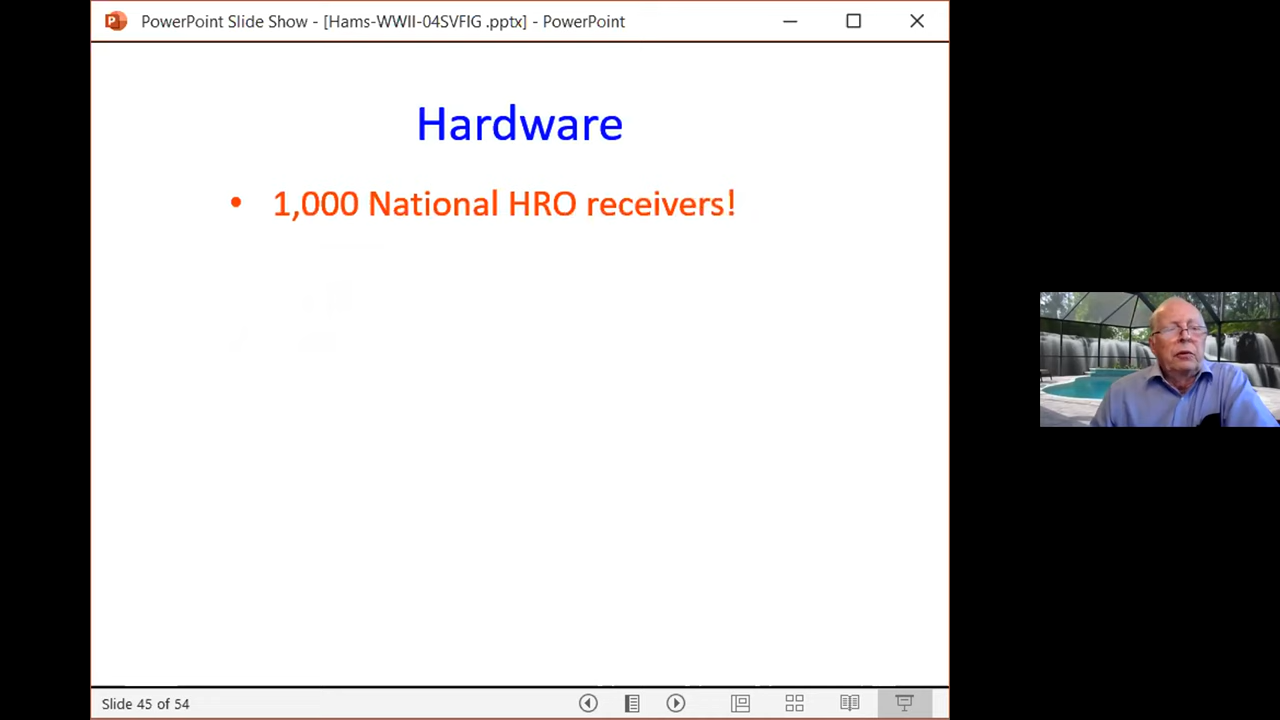 PowerPoint Slide Show - [Hams-WWII-04SVFIG .pptx] - PowerPoint
Hardware
• 1,000 National HRO receivers!
Slide 45 of 54